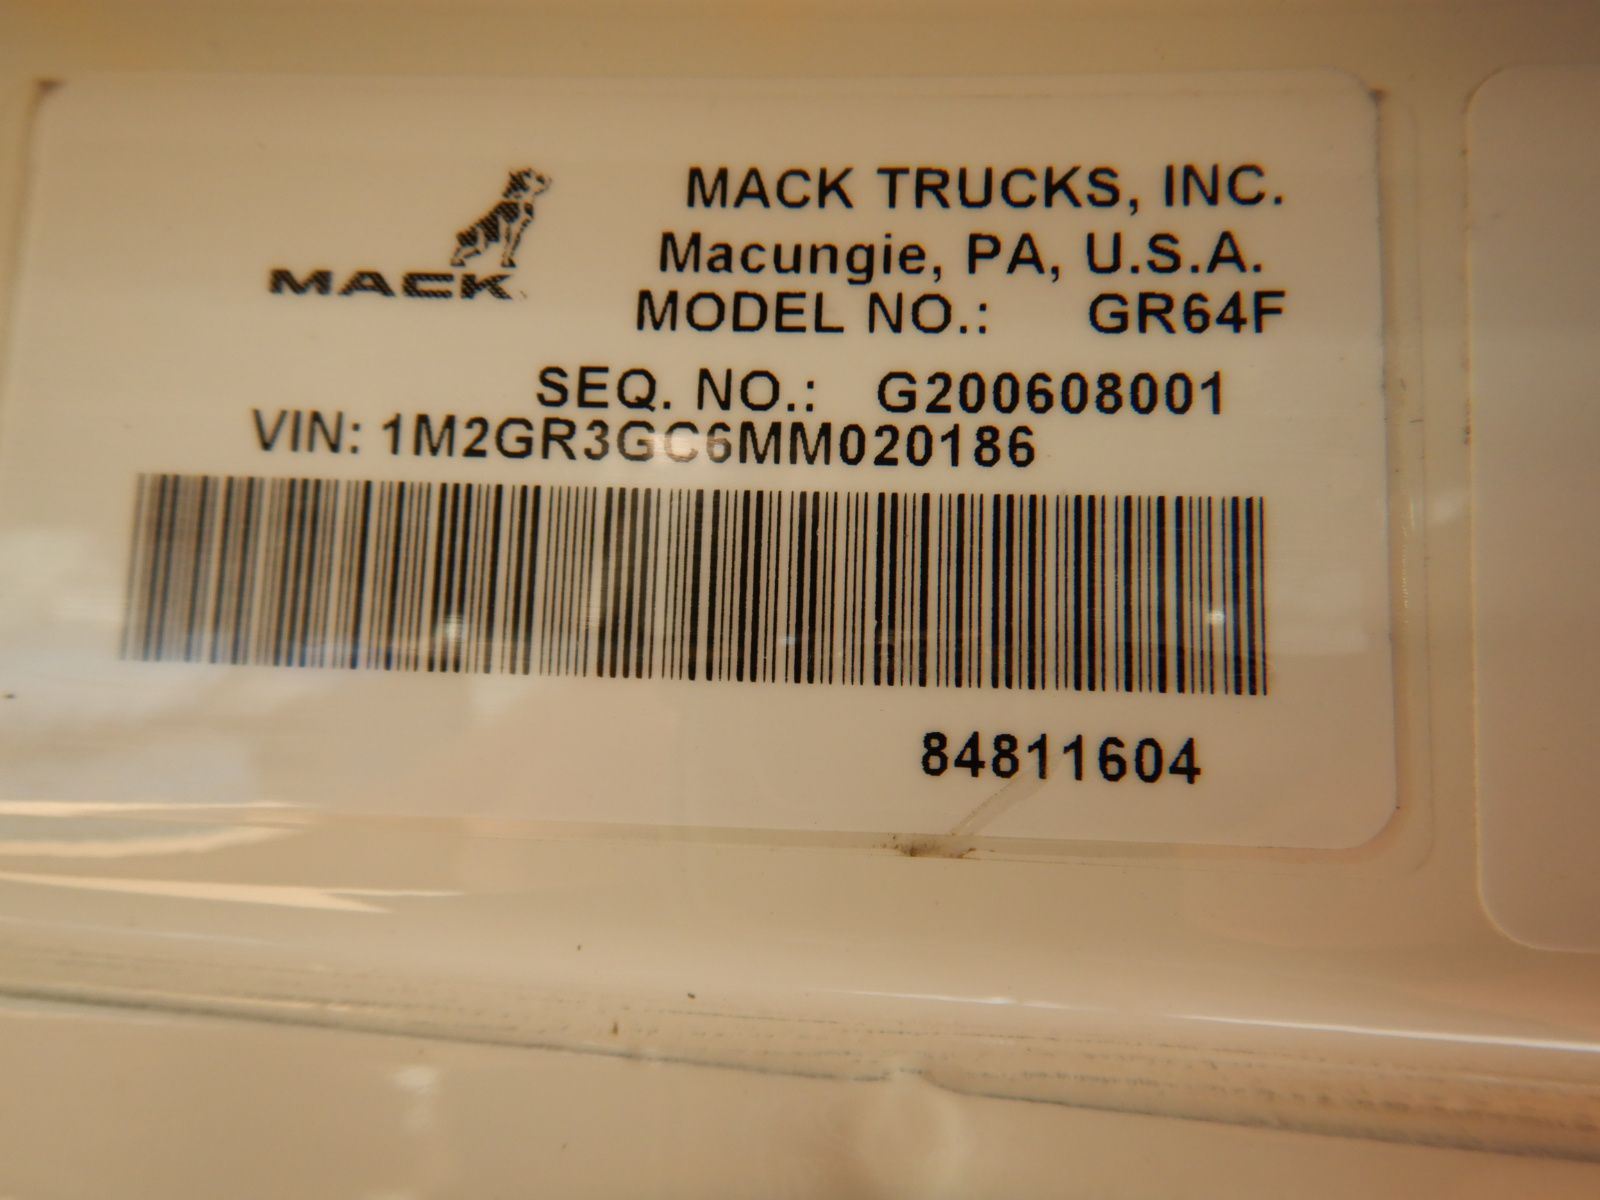 MACK
MACK TRUCKS, INC.
Macungie, PA, U.S.A.
MODEL NO.: GR64F
SEQ. NO.: G200608001
VIN: 1M2GR3GC6MM020186
84811604